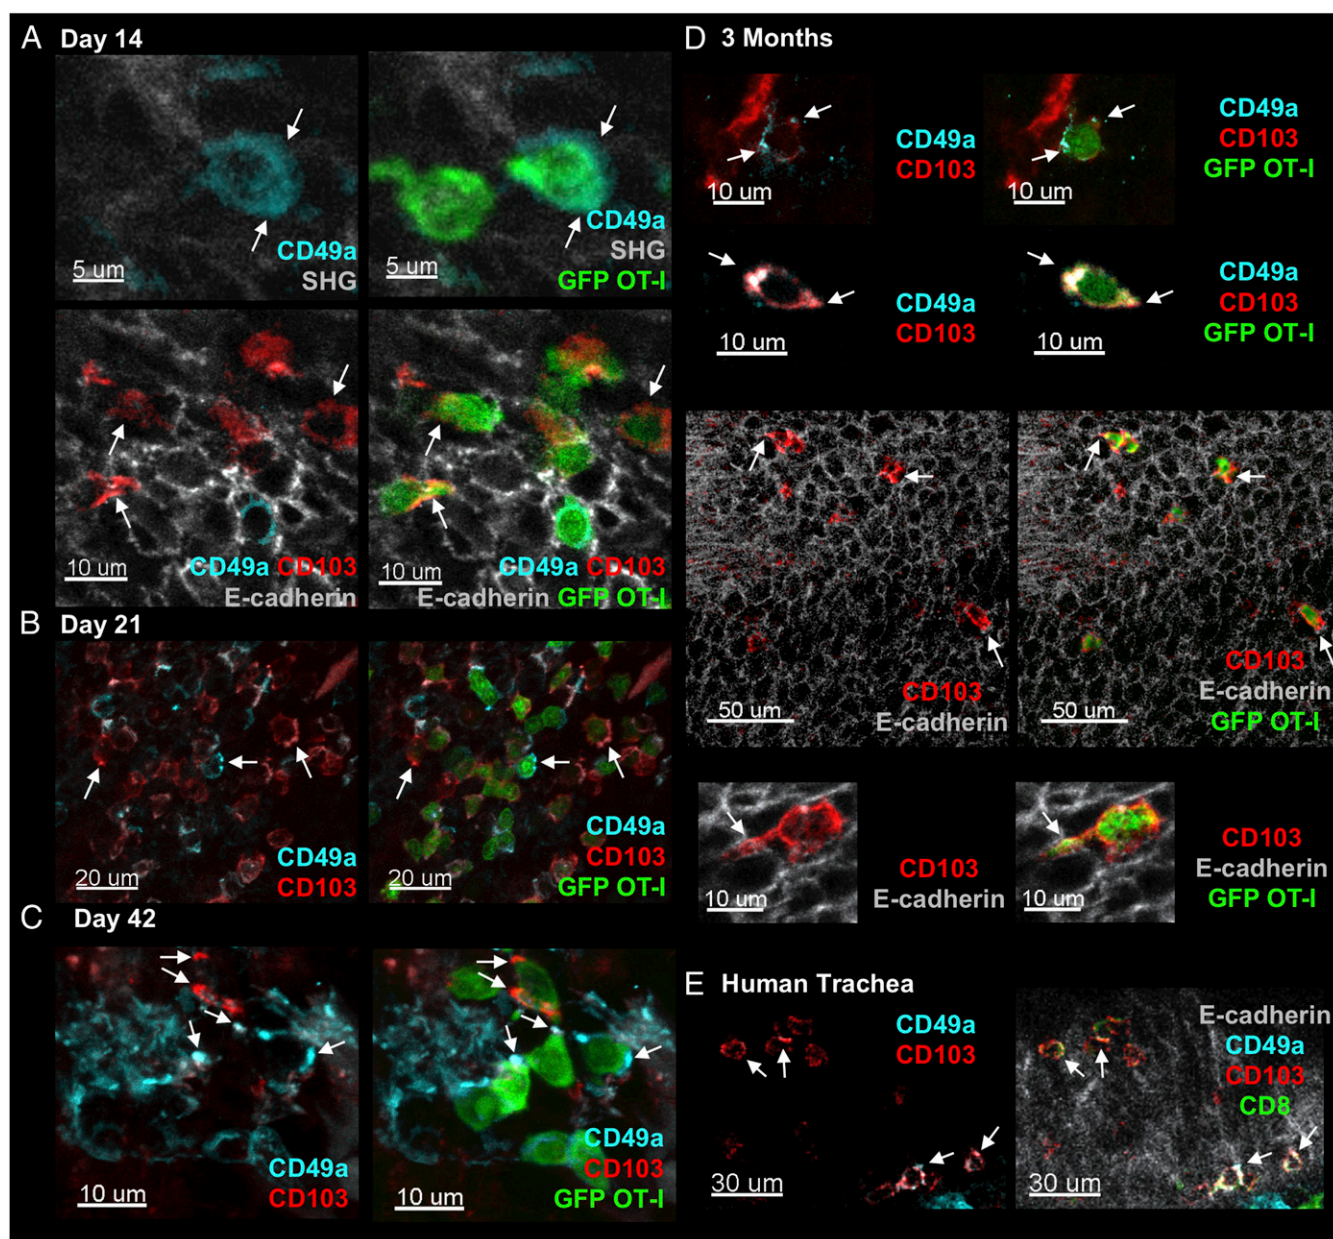 A Day 14
CD49a
SHG
5 um
CD49a
SHG
GFP OT-I
5 um
CD49a CD103
E-cadherin
10 um
CD49a CD103
E-cadherin GFP OT-I
10 um
B Day 21
CD49a
CD103
20 um
CD49a
CD103
GFP OT-I
20 um
C Day 42
CD49a
CD103
10 um
CD49a
CD103
GFP OT-I
10 um
D 3 Months
CD49a
CD103
10 um
CD49a
CD103
GFP OT-I
10 um
CD49a
CD103
10 um
CD49a
CD103
GFP OT-I
10 um
CD103
E-cadherin
50 um
CD103
E-cadherin
GFP OT-I
50 um
CD103
E-cadherin
10 um
CD103
E-cadherin
GFP OT-I
10 um
E Human Trachea
CD49a
CD103
30 um
E-cadherin
CD49a
CD103
CD8
30 um